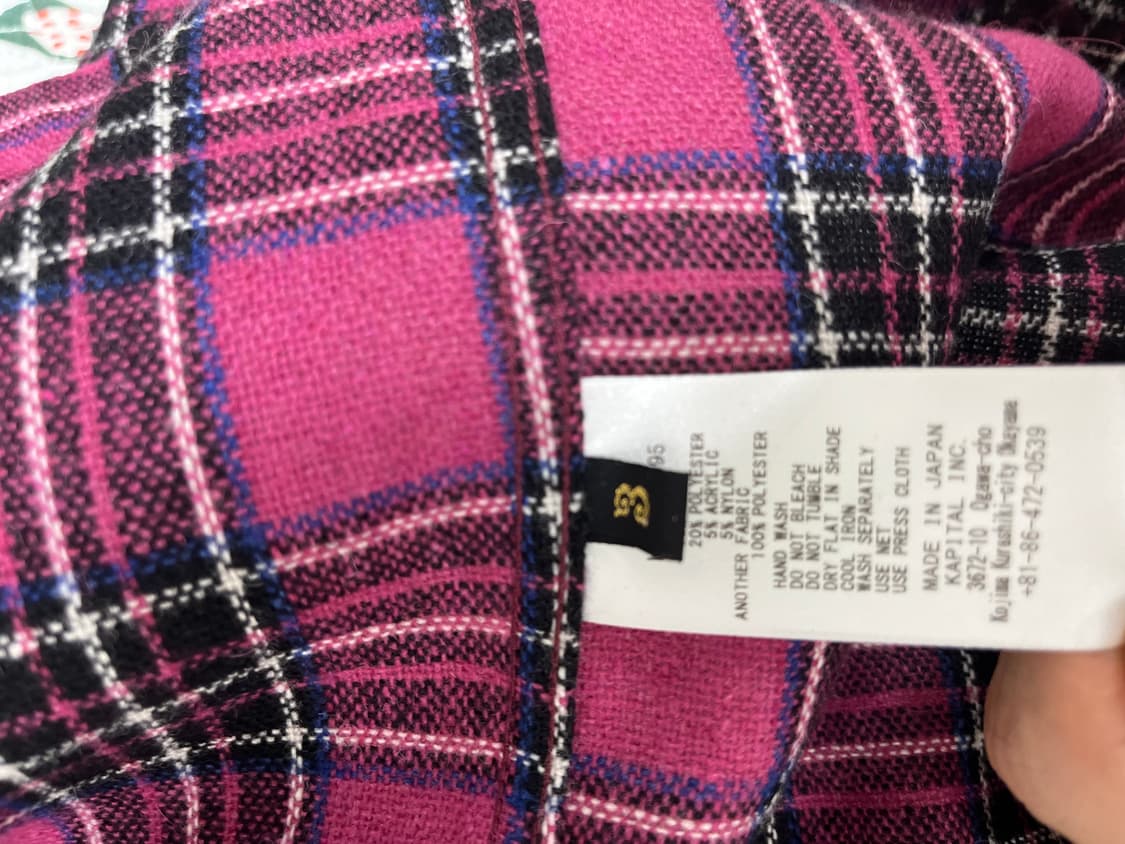 95
20% POLYESTER
5% ACRYLIC
5% NYLON
ANOTHER FABRIC
100% POLYESTER
HAND WASH
DO NOT BLEACH
DO NOT TUMBLE
DRY FLAT IN SHADE
COOL IRON
WASH SEPARATELY
USE NET
USE PRESS CLOTH
MADE IN JAPAN
KAPITAL INC.
3672-10 Ogawa-cho
Kojima Kurashiki-city Okayama
+81-86-472-0539